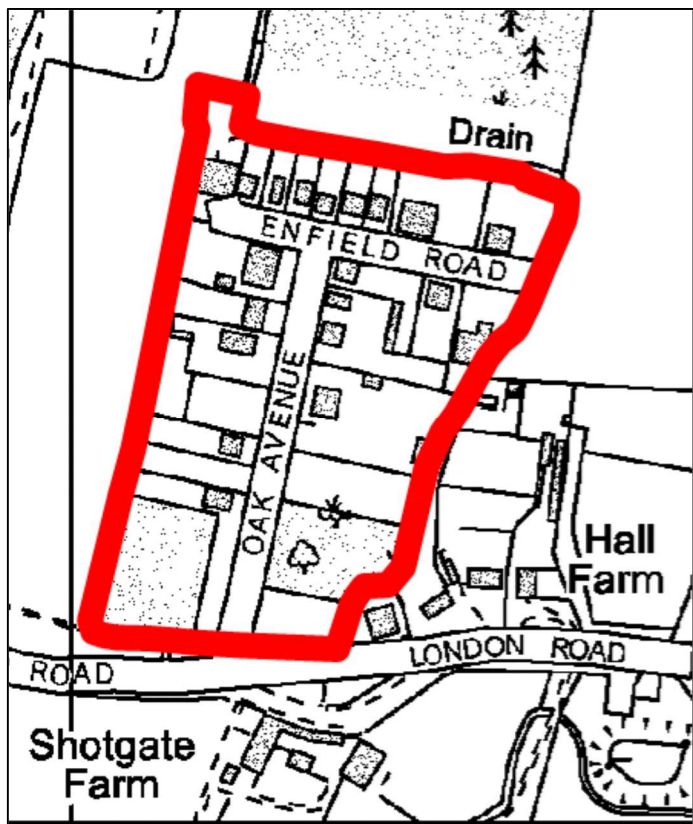 Drain
ENFIELD ROAD
OAK AVENUE
Hall
Farm
LONDON ROAD
ROAD
Shotgate
Farm